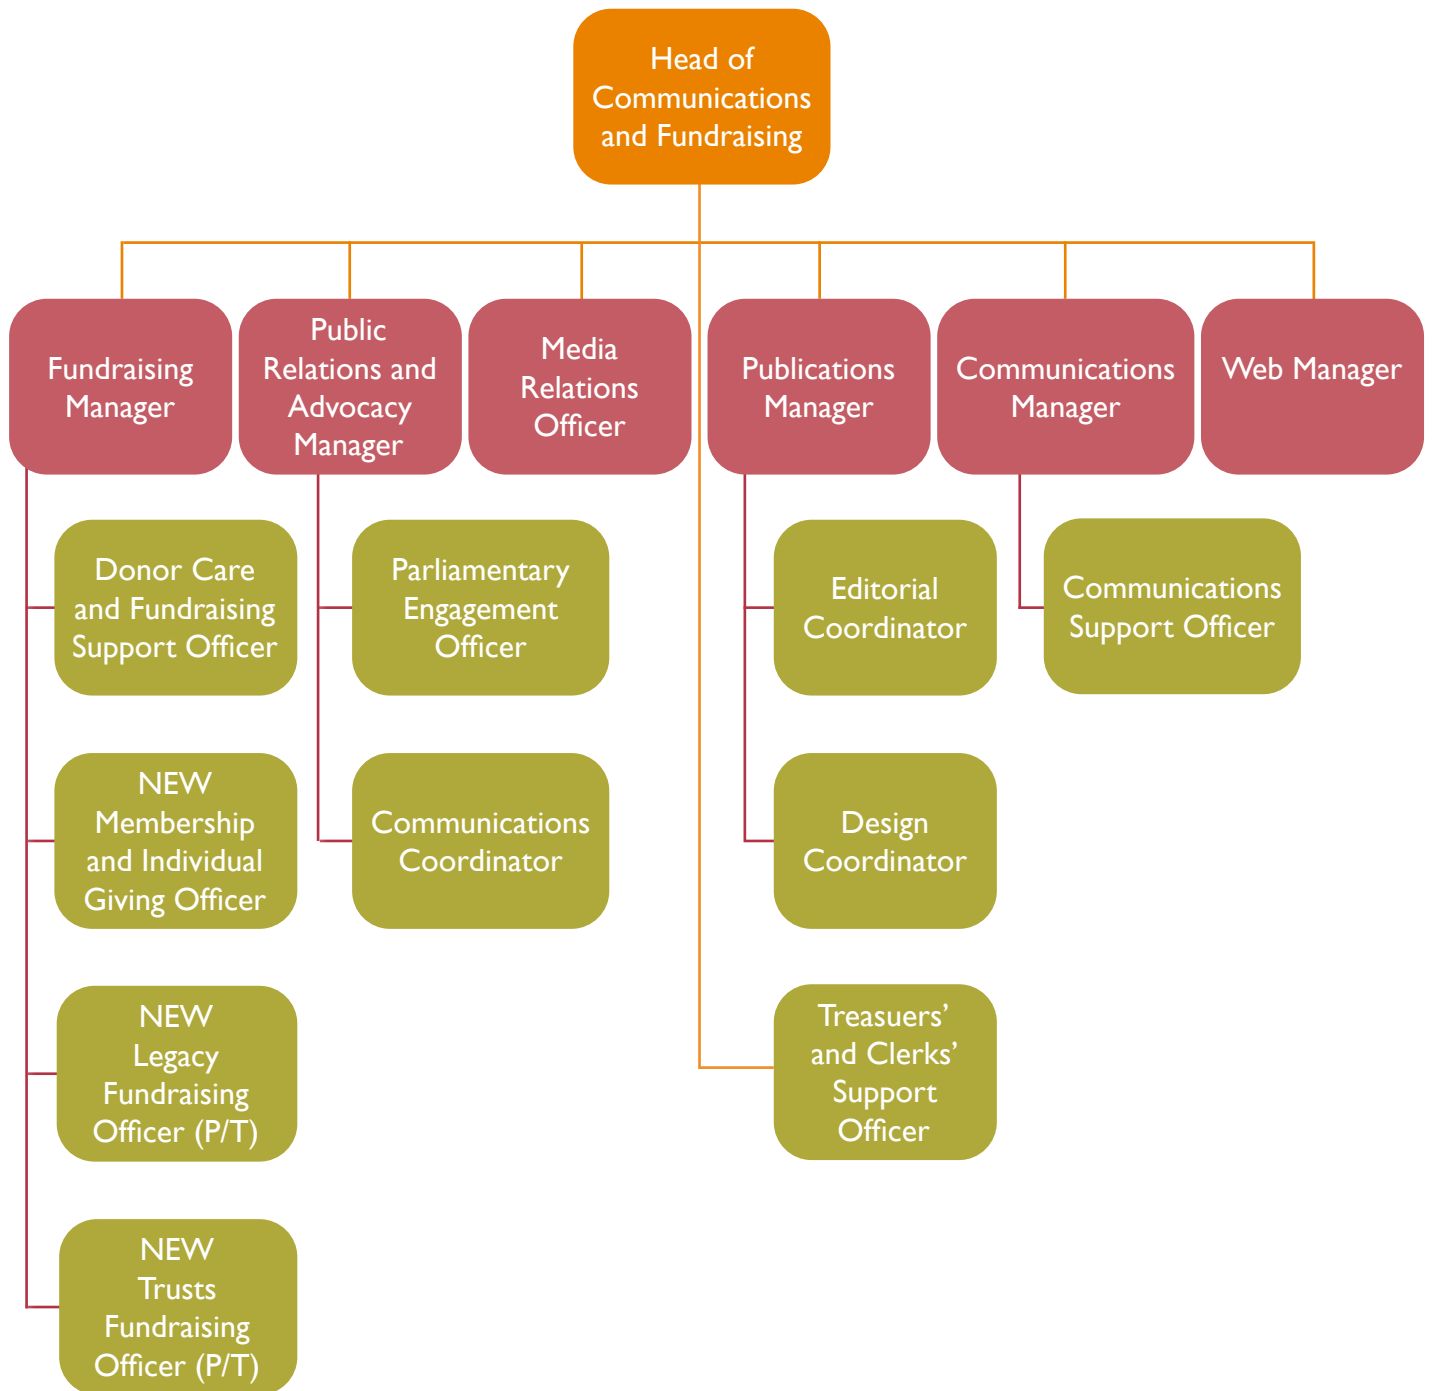 Head of
Communications
and Fundraising
Fundraising
Manager
Public
Relations and
Advocacy
Manager
Media
Relations
Officer
Publications
Manager
Communications
Manager
Web Manager
Donor Care
and Fundraising
Support Officer
Parliamentary
Engagement
Officer
Editorial
Coordinator
Communications
Support Officer
NEW
Membership
and Individual
Giving Officer
Communications
Coordinator
Design
Coordinator
NEW
Legacy
Fundraising
Officer (P/T)
Treasuers’
and Clerks’
Support
Officer
NEW
Trusts
Fundraising
Officer (P/T)